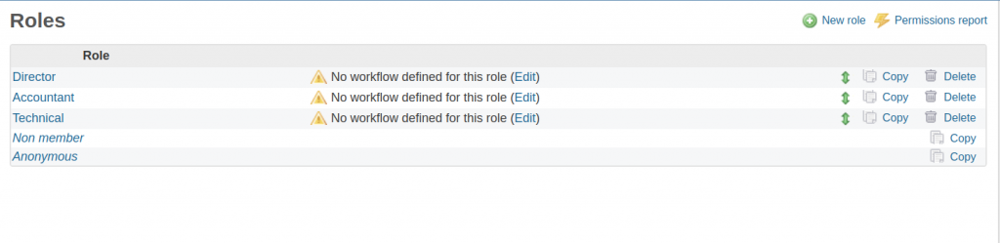 Roles New role Permissions report
Role
Director No workflow defined for this role (Edit) Copy Delete
Accountant No workflow defined for this role (Edit) Copy Delete
Technical No workflow defined for this role (Edit) Copy Delete
Non member Copy
Anonymous Copy